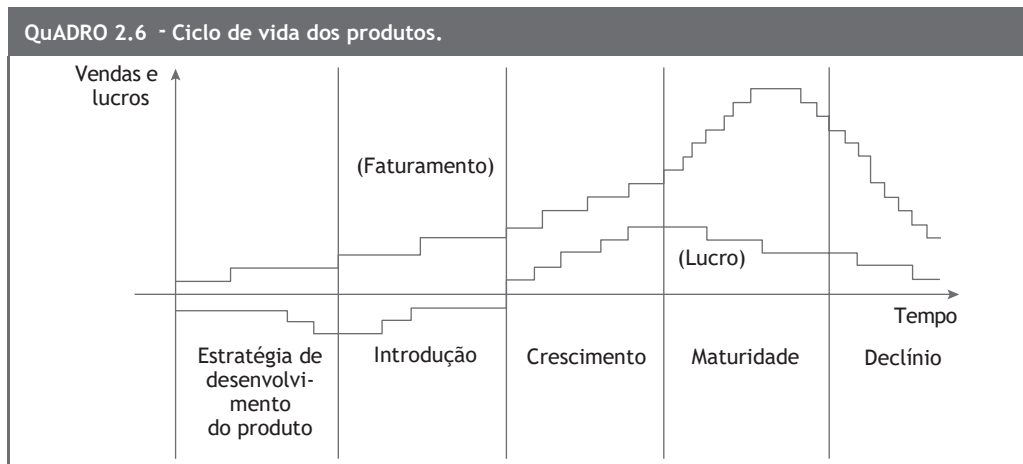 QuADRO 2.6 - Ciclo de vida dos produtos.
Vendas e
lucros
(Faturamento)
(Lucro)
Tempo
Estratégia de
desenvolvi-
mento
do produto
Introdução
Crescimento
Maturidade
Declínio